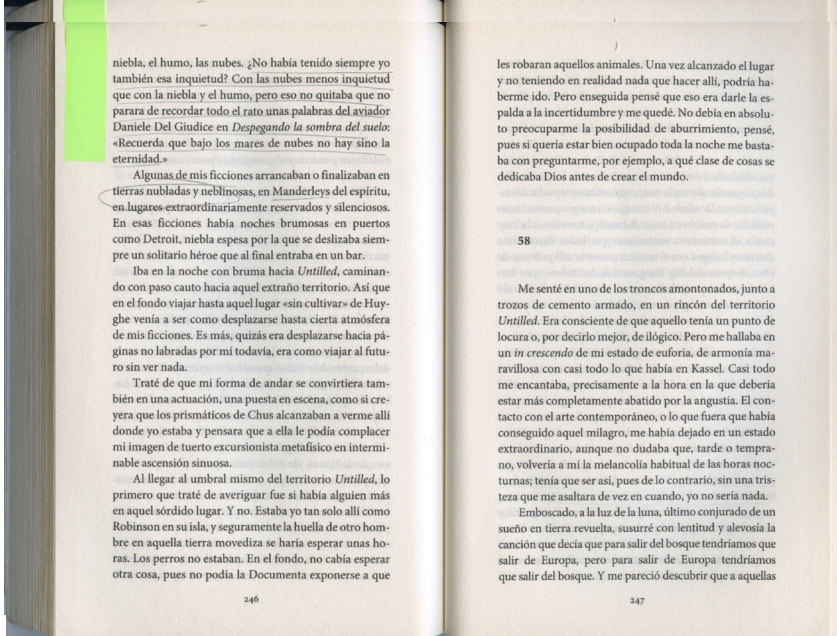 niebla, el humo, las nubes. ¿No había tenido siempre yo
también esa inquietud? Con las nubes menos inquietud
que con la niebla y el humo, pero eso no quitaba que no
parara de recordar todo el rato unas palabras del aviador
Daniele Del Giudice en Despegando la sombra del suelo:
«Recuerda que bajo los mares de nubes no hay sino la
eternidad.»
Algunas de mis ficciones arrancaban o finalizaban en
tierras nubladas y neblinosas, en Manderleys del espíritu,
en lugares extraordinariamente reservados y silenciosos.
En esas ficciones había noches brumosas en puertos
como Detroit, niebla espesa por la que se deslizaba siem-
pre un solitario héroe que al final entraba en un bar.
Iba en la noche con bruma hacia Untilled, caminan-
do con paso cauto hacia aquel extraño territorio. Así que
en el fondo viajar hasta aquel lugar «sin cultivar» de Huy-
ghe venía a ser como desplazarse hasta cierta atmósfera
de mis ficciones. Es más, quizás era desplazarse hacia pá-
ginas no labradas por mí todavía, era como viajar al futu-
ro sin ver nada.
Traté de que mi forma de andar se convirtiera tam-
bién en una actuación, una puesta en escena, como si cre-
yera que los prismáticos de Chus alcanzaban a verme allí
donde yo estaba y pensara que a ella le podía complacer
mi imagen de tuerto excursionista metafísico en intermi-
nable ascensión sinuosa.
Al llegar al umbral mismo del territorio Untilled, lo
primero que traté de averiguar fue si había alguien más
en aquel sórdido lugar. Y no. Estaba yo tan solo allí como
Robinson en su isla, y seguramente la huella de otro hom-
bre en aquella tierra movediza se haría esperar unas ho-
ras. Los perros no estaban. En el fondo, no cabía esperar
otra cosa, pues no podía la Documenta exponerse a que
246
les robaran aquellos animales. Una vez alcanzado el lugar
y no teniendo en realidad nada que hacer allí, podría ha-
berme ido. Pero enseguida pensé que eso era darle la es-
palda a la incertidumbre y me quedé. No debía en absolu-
to preocuparme la posibilidad de aburrimiento, pensé,
pues si quería estar bien ocupado toda la noche me basta-
ba con preguntarme, por ejemplo, a qué clase de cosas se
dedicaba Dios antes de crear el mundo.
58
Me senté en uno de los troncos amontonados, junto a
trozos de cemento armado, en un rincón del territorio
Untilled. Era consciente de que aquello tenía un punto de
locura o, por decirlo mejor, de ilógico. Pero me hallaba en
un in crescendo de mi estado de euforia, de armonía ma-
ravillosa con casi todo lo que había en Kassel. Casi todo
me encantaba, precisamente a la hora en la que debería
estar más completamente abatido por la angustia. El con-
tacto con el arte contemporáneo, o lo que fuera que había
conseguido aquel milagro, me había dejado en un estado
extraordinario, aunque no dudaba que, tarde o tempra-
no, volvería a mí la melancolía habitual de las horas noc-
turnas; tenía que ser así, pues de lo contrario, sin una tris-
teza que me asaltara de vez en cuando, yo no sería nada.
Emboscado, a la luz de la luna, último conjurado de un
sueño en tierra revuelta, susurré con lentitud y alevosía la
canción que decía que para salir del bosque tendríamos que
salir de Europa, pero para salir de Europa tendríamos
que salir del bosque. Y me pareció descubrir que a aquellas
247